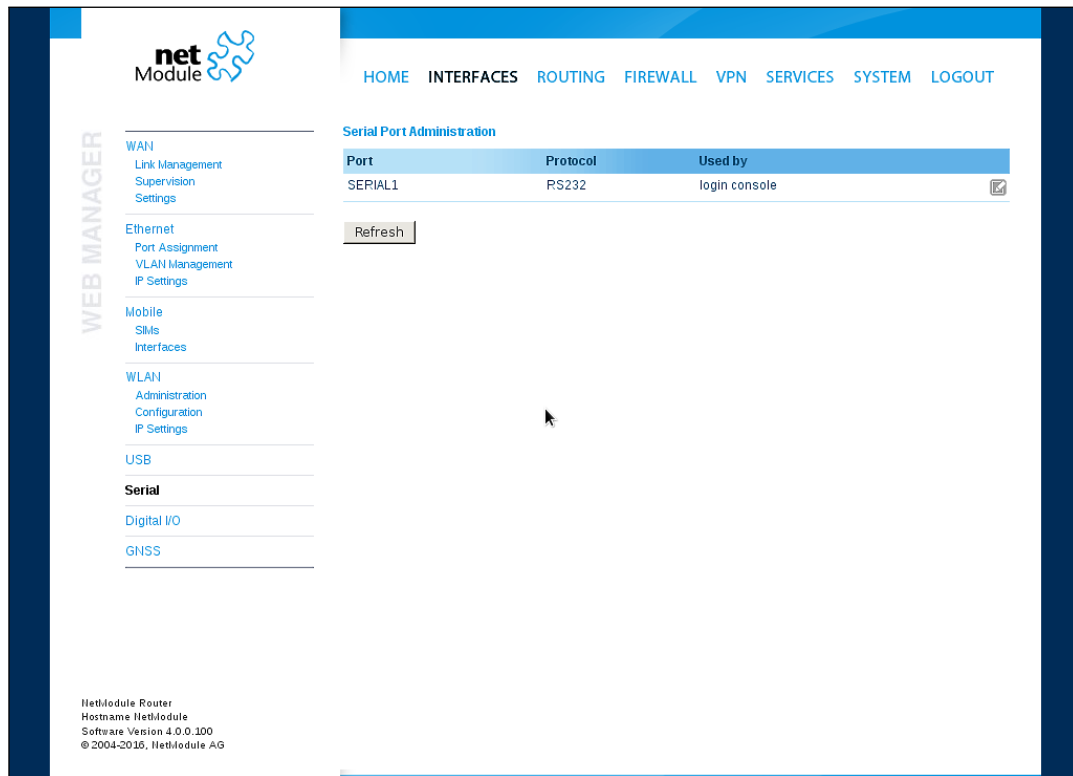 net
Module
HOME INTERFACES ROUTING FIREWALL VPN SERVICES SYSTEM LOGOUT
WEB MANAGER
WAN
Link Management
Supervision
Settings
Ethernet
Port Assignment
VLAN Management
IP Settings
Mobile
SIMs
Interfaces
WLAN
Administration
Configuration
IP Settings
USB
Serial
Digital I/O
GNSS
Serial Port Administration
Port Protocol Used by
SERIAL1 RS232 login console
Refresh
NetModule Router
Hostname NetModule
Software Version 4.0.0.100
© 2004-2016, NetModule AG